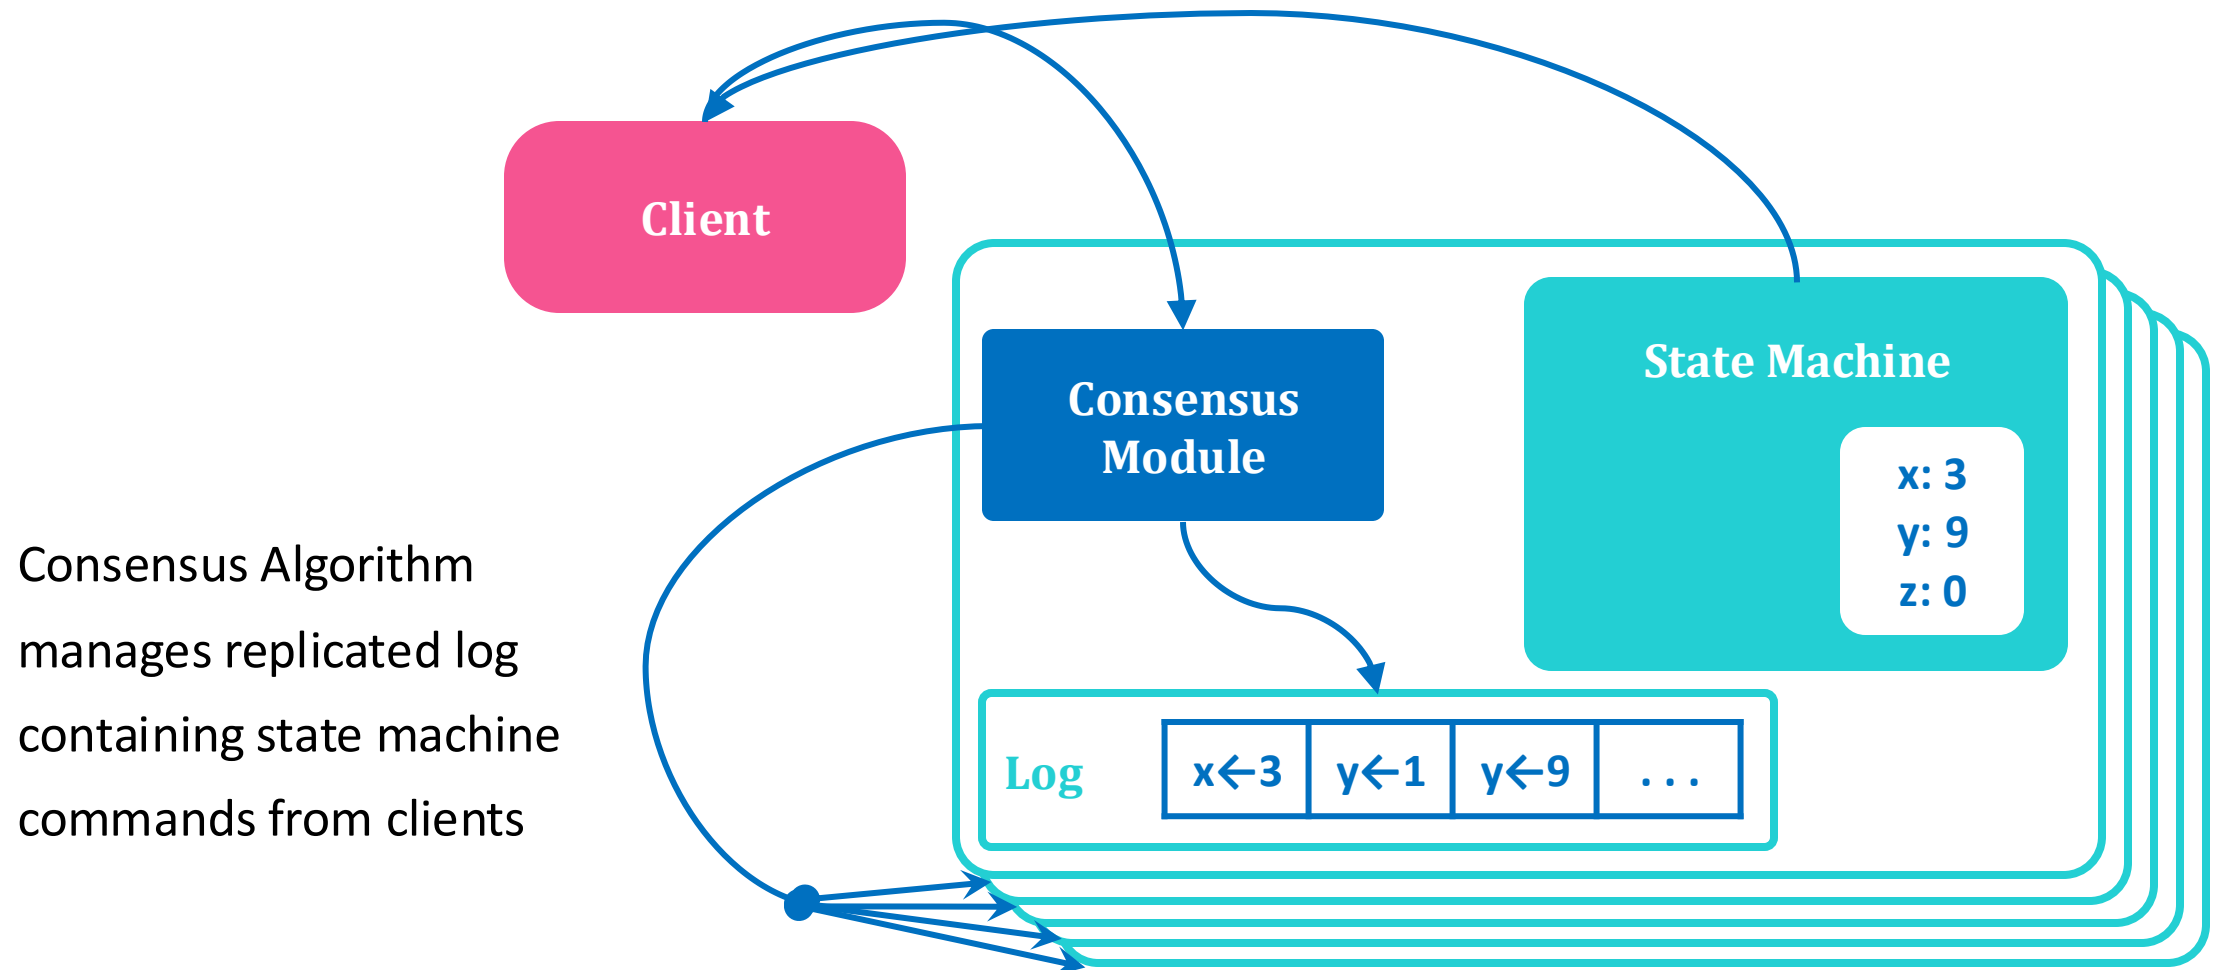 Client
State Machine
Consensus
Module
x: 3
y: 9
z: 0
Consensus Algorithm
manages replicated log
containing state machine
commands from clients
Log
x←3
y←1
y←9
. . .